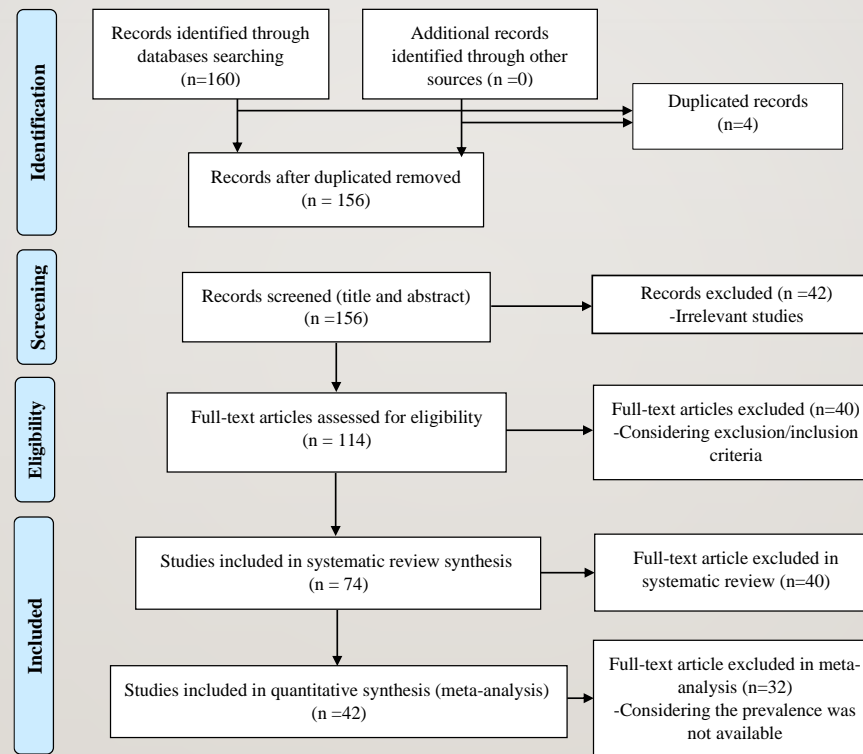 Identification
Records identified through
databases searching
(n=160)
Additional records
identified through other
sources (n =0)
Duplicated records
(n=4)
Records after duplicated removed
(n = 156)
Screening
Records screened (title and abstract)
(n =156)
Records excluded (n =42)
-Irrelevant studies
Eligibility
Full-text articles assessed for eligibility
(n = 114)
Full-text articles excluded (n=40)
-Considering exclusion/inclusion
criteria
Included
Studies included in systematic review synthesis
(n = 74)
Full-text article excluded in
systematic review (n=40)
Studies included in quantitative synthesis (meta-analysis)
(n =42)
Full-text article excluded in meta-
analysis (n=32)
-Considering the prevalence was
not available